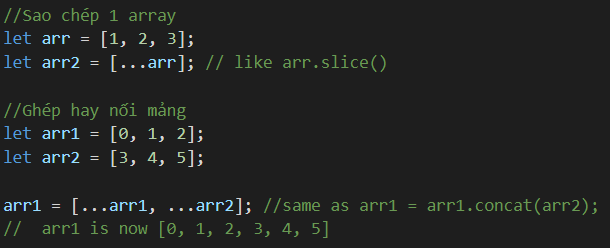 //Sao chép 1 array
let arr = [1, 2, 3];
let arr2 = [...arr]; // like arr.slice()
//Ghép hay nối mảng
let arr1 = [0, 1, 2];
let arr2 = [3, 4, 5];
arr1 = [...arr1, ...arr2]; //same as arr1 = arr1.concat(arr2);
//  arr1 is now [0, 1, 2, 3, 4, 5]